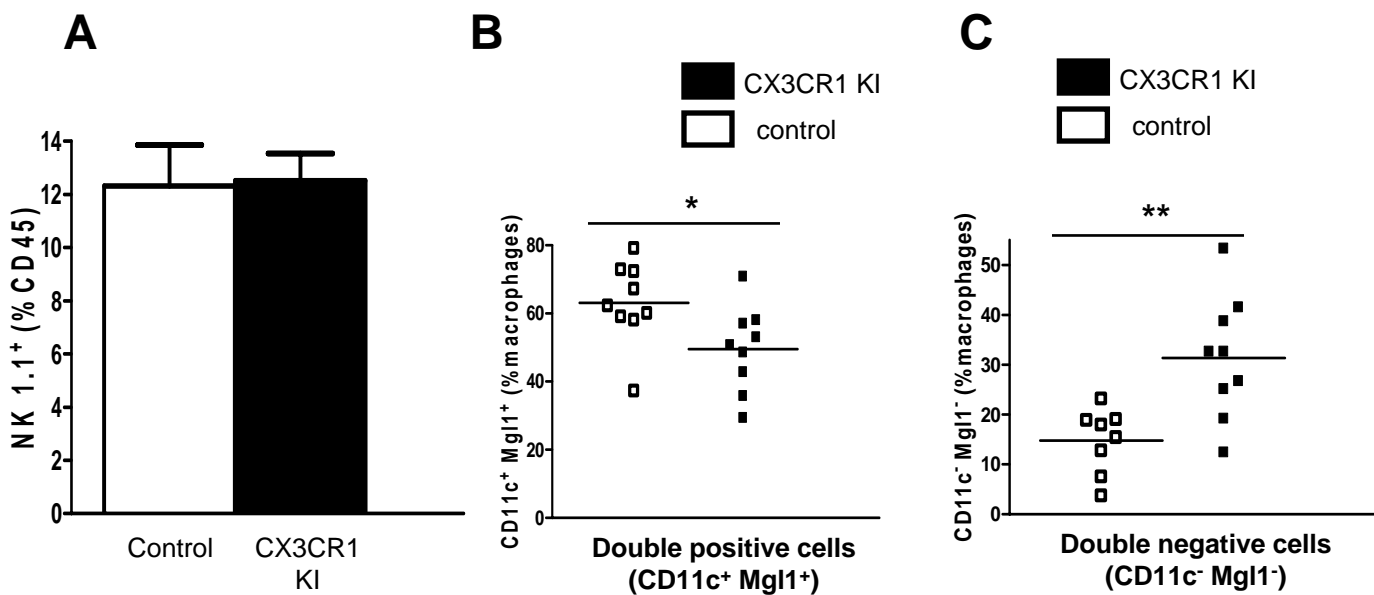 A
NK 1.1⁺ (%CD45)
14
12
10
8
6
4
2
0
Control
CX3CR1
KI
B
CX3CR1 KI
control
*
CD11c⁺ Mgl1⁺ (%macrophages)
80
60
40
20
0
Double positive cells
(CD11c⁺ Mgl1⁺)
C
CX3CR1 KI
control
**
CD11c⁻ Mgl1⁻ (%macrophages)
50
40
30
20
10
0
Double negative cells
(CD11c⁻ Mgl1⁻)